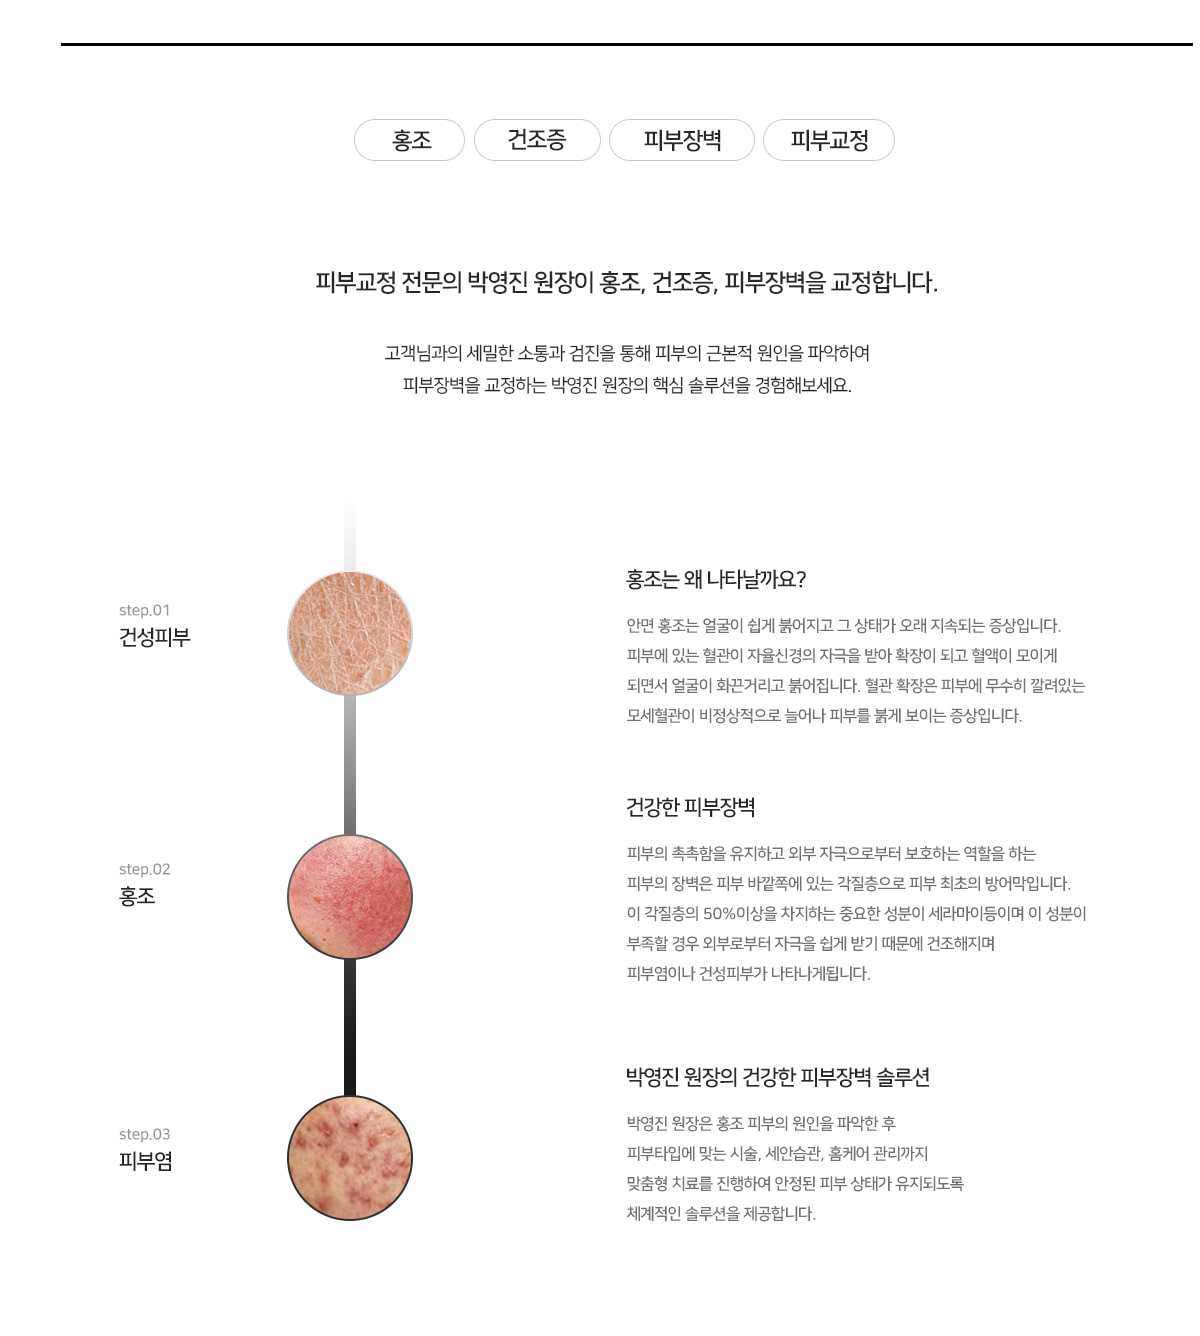 홍조
건조증
피부장벽
피부교정
피부교정 전문의 박영진 원장이 홍조, 건조증, 피부장벽을 교정합니다.
고객님과의 세밀한 소통과 검진을 통해 피부의 근본적 원인을 파악하여
피부장벽을 교정하는 박영진 원장의 핵심 솔루션을 경험해보세요.
step.01
건성피부
홍조는 왜 나타날까요?
안면 홍조는 얼굴이 쉽게 붉어지고 그 상태가 오래 지속되는 증상입니다.
피부에 있는 혈관이 자율신경의 자극을 받아 확장이 되고 혈액이 모이게
되면서 얼굴이 화끈거리고 붉어집니다. 혈관 확장은 피부에 무수히 깔려있는
모세혈관이 비정상적으로 늘어나 피부를 붉게 보이는 증상입니다.
step.02
홍조
건강한 피부장벽
피부의 촉촉함을 유지하고 외부 자극으로부터 보호하는 역할을 하는
피부의 장벽은 피부 바깥쪽에 있는 각질층으로 피부 최초의 방어막입니다.
이 각질층의 50%이상을 차지하는 중요한 성분이 세라마이등이며 이 성분이
부족할 경우 외부로부터 자극을 쉽게 받기 때문에 건조해지며
피부염이나 건성피부가 나타나게됩니다.
step.03
피부염
박영진 원장의 건강한 피부장벽 솔루션
박영진 원장은 홍조 피부의 원인을 파악한 후
피부타입에 맞는 시술, 세안습관, 홈케어 관리까지
맞춤형 치료를 진행하여 안정된 피부 상태가 유지되도록
체계적인 솔루션을 제공합니다.